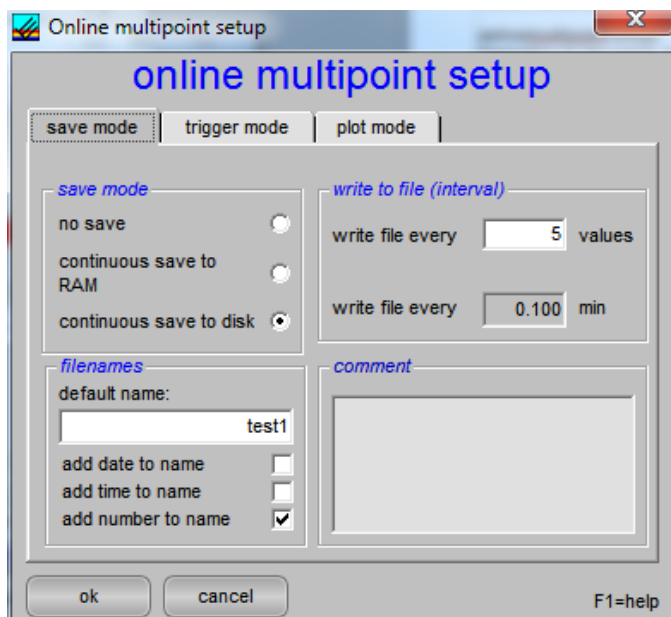 Online multipoint setup
online multipoint setup
save mode
trigger mode
plot mode
save mode
no save
continuous save to
RAM
continuous save to disk
write to file (interval)
write file every 5 values
write file every 0.100 min
filenames
default name:
test1
add date to name
add time to name
add number to name
comment
ok
cancel
F1=help